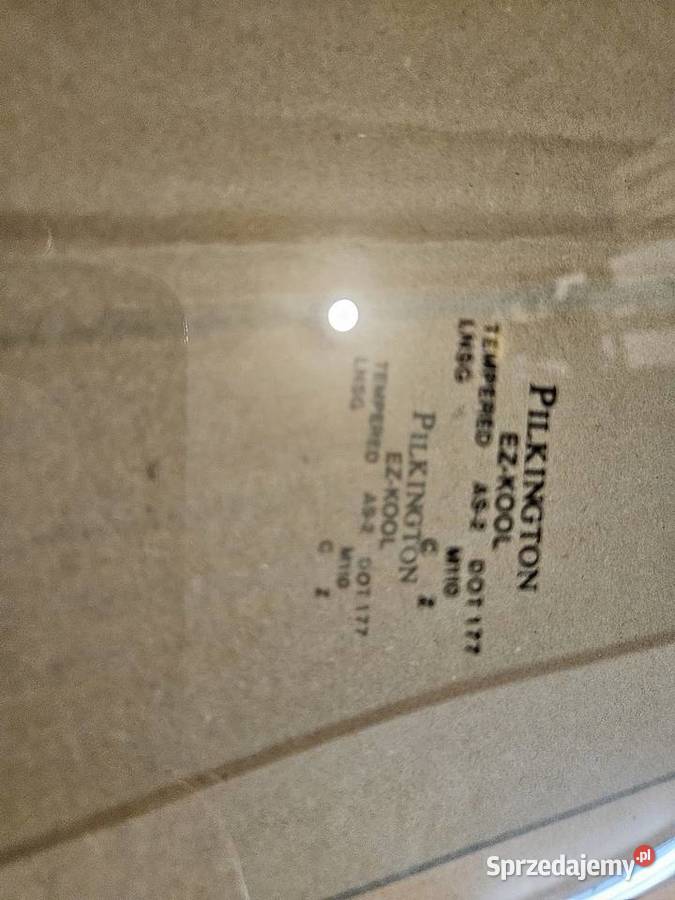 PILKINGTON
EZ-KOOL
TEMPERED AS-2 DOT 177
LNSG M110
C Z
PILKINGTON
EZ-KOOL
TEMPERED AS-2 DOT 177
LNSG M110
C Z
Sprzedajemy.pl